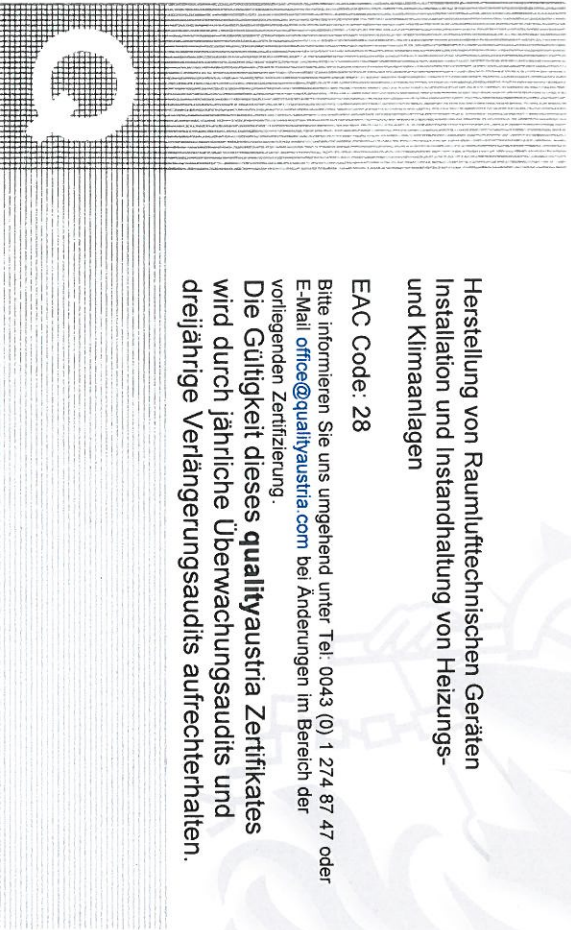 Herstellung von Raumlufttechnischen Geräten
Installation und Instandhaltung von Heizungs-
und Klimaanlagen
EAC Code: 28
Bitte informieren Sie uns umgehend unter Tel: 0043 (0) 1 274 87 47 oder
E-Mail office@qualityaustria.com bei Änderungen im Bereich der
vorliegenden Zertifizierung.
Die Gültigkeit dieses qualityaustria Zertifikates
wird durch jährliche Überwachungsaudits und
dreijährige Verlängerungsaudits aufrechterhalten.